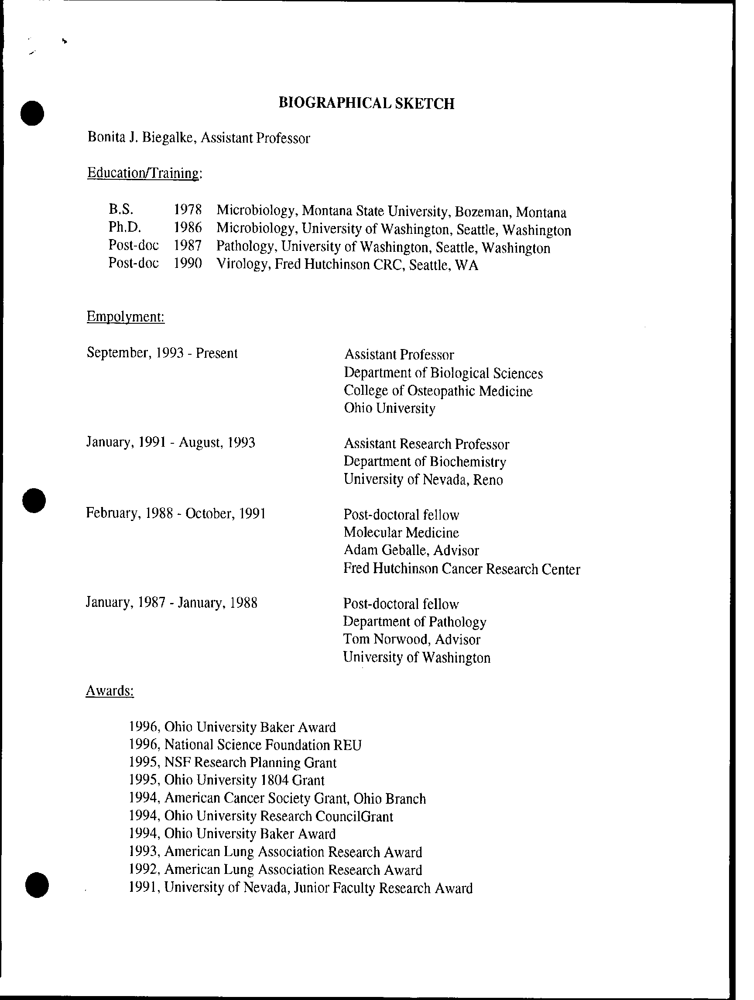 BIOGRAPHICAL SKETCH
Bonita J. Biegalke, Assistant Professor
Education/Training:
B.S. 1978 Microbiology, Montana State University, Bozeman, Montana
Ph.D. 1986 Microbiology, University of Washington, Seattle, Washington
Post-doc 1987 Pathology, University of Washington, Seattle, Washington
Post-doc 1990 Virology, Fred Hutchinson CRC, Seattle, WA
Empolyment:
September, 1993 - Present Assistant Professor
Department of Biological Sciences
College of Osteopathic Medicine
Ohio University
January, 1991 - August, 1993 Assistant Research Professor
Department of Biochemistry
University of Nevada, Reno
February, 1988 - October, 1991 Post-doctoral fellow
Molecular Medicine
Adam Geballe, Advisor
Fred Hutchinson Cancer Research Center
January, 1987 - January, 1988 Post-doctoral fellow
Department of Pathology
Tom Norwood, Advisor
University of Washington
Awards:
1996, Ohio University Baker Award
1996, National Science Foundation REU
1995, NSF Research Planning Grant
1995, Ohio University 1804 Grant
1994, American Cancer Society Grant, Ohio Branch
1994, Ohio University Research CouncilGrant
1994, Ohio University Baker Award
1993, American Lung Association Research Award
1992, American Lung Association Research Award
1991, University of Nevada, Junior Faculty Research Award